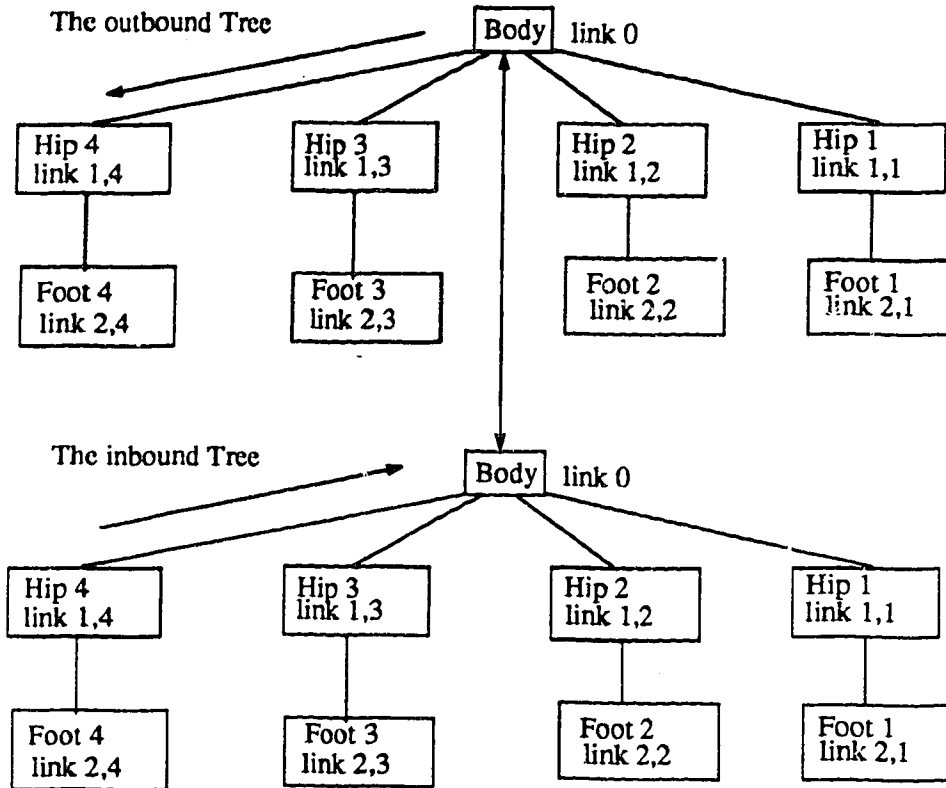 The outbound Tree
Body
link 0
Hip 4
link 1,4
Hip 3
link 1,3
Hip 2
link 1,2
Hip 1
link 1,1
Foot 4
link 2,4
Foot 3
link 2,3
Foot 2
link 2,2
Foot 1
link 2,1
The inbound Tree
Body
link 0
Hip 4
link 1,4
Hip 3
link 1,3
Hip 2
link 1,2
Hip 1
link 1,1
Foot 4
link 2,4
Foot 3
link 2,3
Foot 2
link 2,2
Foot 1
link 2,1